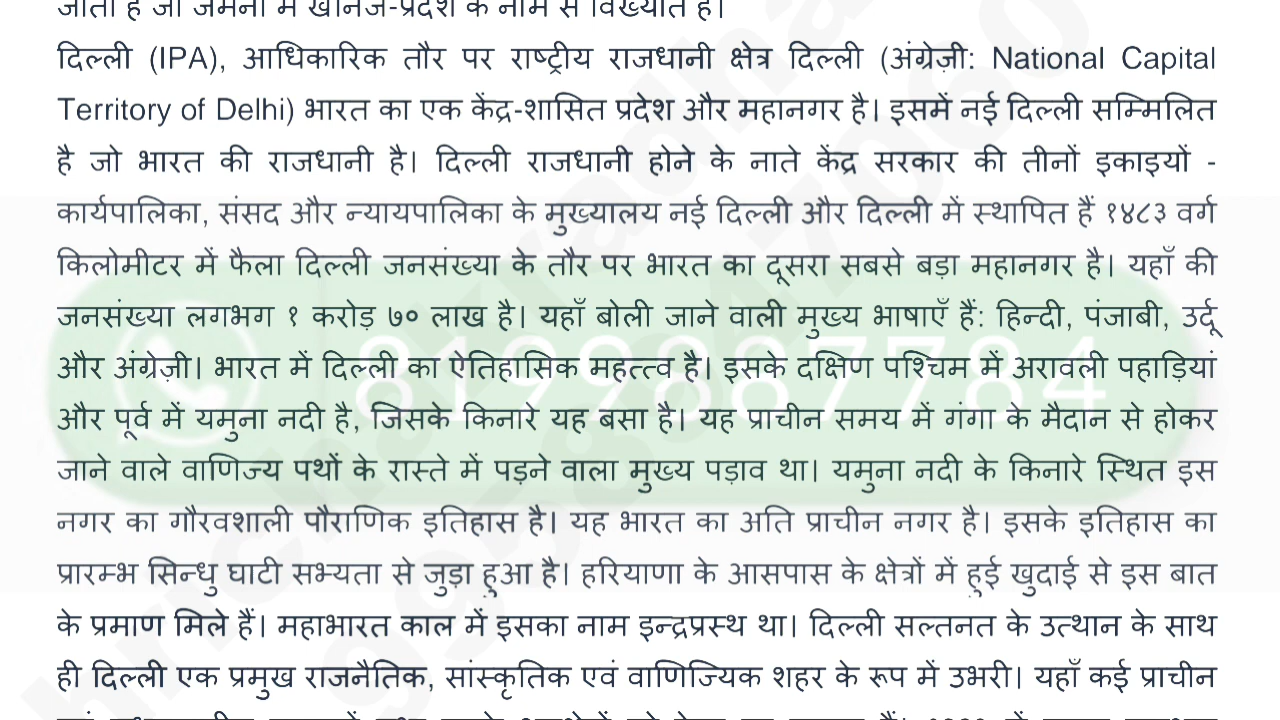 जाता है जो जर्मनी में खनिज-प्रदेश के नाम से विख्यात है।
दिल्ली (IPA), आधिकारिक तौर पर राष्ट्रीय राजधानी क्षेत्र दिल्ली (अंग्रेज़ी: National Capital
Territory of Delhi) भारत का एक केंद्र-शासित प्रदेश और महानगर है। इसमें नई दिल्ली सम्मिलित
है जो भारत की राजधानी है। दिल्ली राजधानी होने के नाते केंद्र सरकार की तीनों इकाइयों -
कार्यपालिका, संसद और न्यायपालिका के मुख्यालय नई दिल्ली और दिल्ली में स्थापित हैं १४८३ वर्ग
किलोमीटर में फैला दिल्ली जनसंख्या के तौर पर भारत का दूसरा सबसे बड़ा महानगर है। यहाँ की
जनसंख्या लगभग १ करोड़ ७० लाख है। यहाँ बोली जाने वाली मुख्य भाषाएँ हैं: हिन्दी, पंजाबी, उर्दू
और अंग्रेज़ी। भारत में दिल्ली का ऐतिहासिक महत्त्व है। इसके दक्षिण पश्चिम में अरावली पहाड़ियां
और पूर्व में यमुना नदी है, जिसके किनारे यह बसा है। यह प्राचीन समय में गंगा के मैदान से होकर
जाने वाले वाणिज्य पथों के रास्ते में पड़ने वाला मुख्य पड़ाव था। यमुना नदी के किनारे स्थित इस
नगर का गौरवशाली पौराणिक इतिहास है। यह भारत का अति प्राचीन नगर है। इसके इतिहास का
प्रारम्भ सिन्धु घाटी सभ्यता से जुड़ा हुआ है। हरियाणा के आसपास के क्षेत्रों में हुई खुदाई से इस बात
के प्रमाण मिले हैं। महाभारत काल में इसका नाम इन्द्रप्रस्थ था। दिल्ली सल्तनत के उत्थान के साथ
ही दिल्ली एक प्रमुख राजनैतिक, सांस्कृतिक एवं वाणिज्यिक शहर के रूप में उभरी। यहाँ कई प्राचीन
8199887784